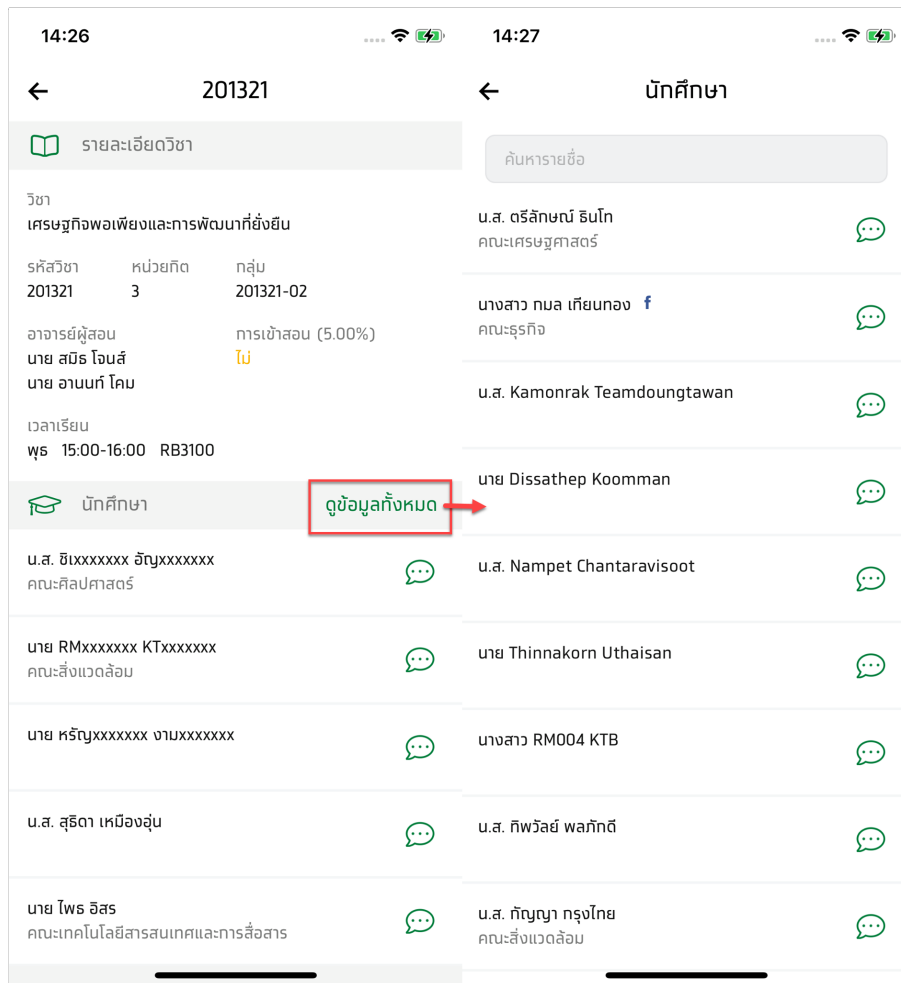 14:26
201321
รายละเอียดวิชา
วิชา
เศรษฐกิจพอเพียงและการพัฒนาที่ยั่งยืน
รหัสวิชา หน่วยกิต กลุ่ม
201321 3 201321-02
อาจารย์ผู้สอน การเข้าสอน (5.00%)
นาย สมิธ โจนส์ ไม่
นาย อานนท์ โคม
เวลาเรียน
พุธ 15:00-16:00 RB3100
นักศึกษา ดูข้อมูลทั้งหมด
น.ส. ชิเxxxxxxx อัญxxxxxxx
คณะศิลปศาสตร์
นาย RMxxxxxxx KTxxxxxxx
คณะสิ่งแวดล้อม
นาย หรัญxxxxxxx งามxxxxxxx
น.ส. สุธิดา เหมืองอุ่น
นาย ไพธ อิสร
คณะเทคโนโลยีสารสนเทศและการสื่อสาร
14:27
นักศึกษา
ค้นหารายชื่อ
น.ส. ตรีลักษณ์ ธินโท
คณะเศรษฐศาสตร์
นางสาว กมล เทียนทอง f
คณะธุรกิจ
น.ส. Kamonrak Teamdoungtawan
นาย Dissathep Koomman
น.ส. Nampet Chantaravisoot
นาย Thinnakorn Uthaisan
นางสาว RM004 KTB
น.ส. ทิพวัลย์ พลภักดี
น.ส. กัญญา กรุงไทย
คณะสิ่งแวดล้อม